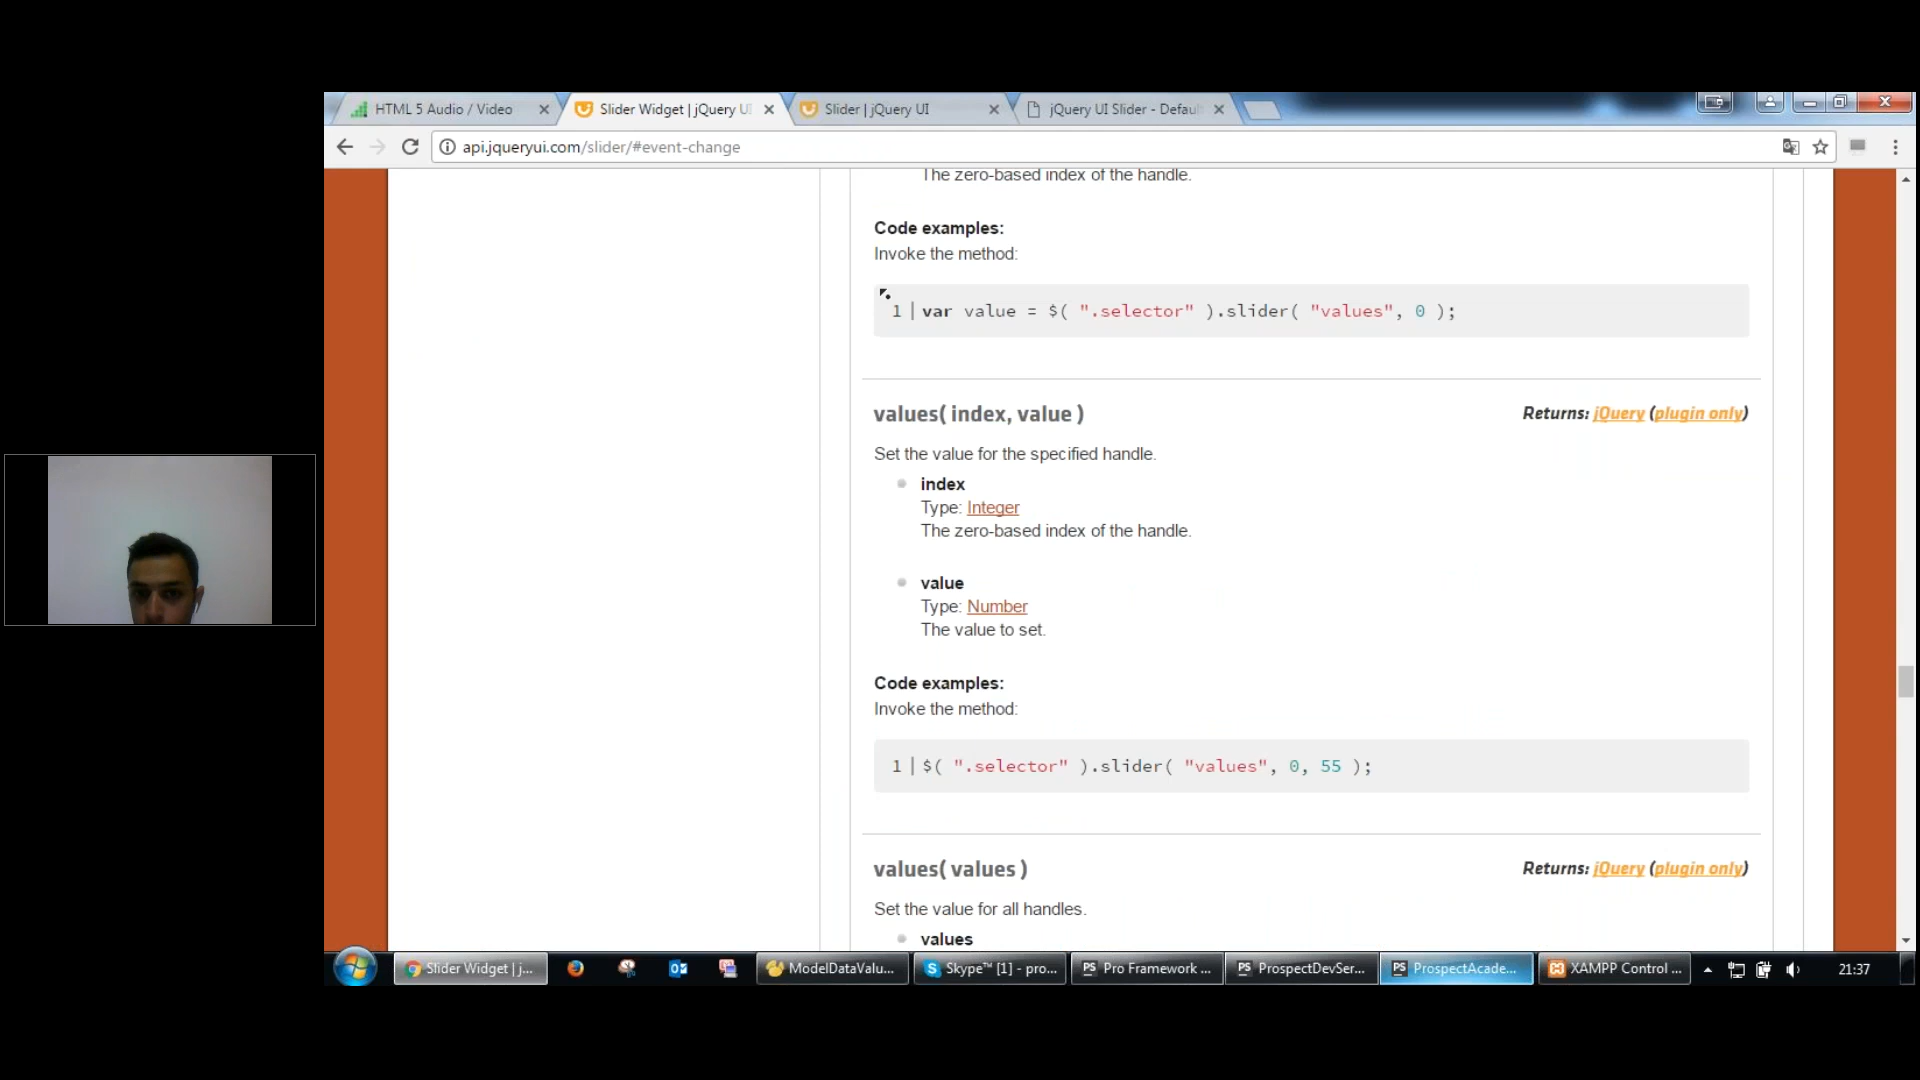 HTML 5 Audio / Video
Slider Widget | jQuery U
Slider | jQuery UI
jQuery UI Slider - Defau
api.jqueryui.com/slider/#event-change
The zero-based index of the handle.
Code examples:
Invoke the method:
1 var value = $( ".selector" ).slider( "values", 0 );
values( index, value )
Returns: jQuery (plugin only)
Set the value for the specified handle.
index
Type: Integer
The zero-based index of the handle.
value
Type: Number
The value to set.
Code examples:
Invoke the method:
1 $( ".selector" ).slider( "values", 0, 55 );
values( values )
Returns: jQuery (plugin only)
Set the value for all handles.
values
Slider Widget | j...
ModelDataValu...
Skype™ [1] - pro...
Pro Framework ...
ProspectDevSer...
ProspectAcade...
XAMPP Control ...
21:37